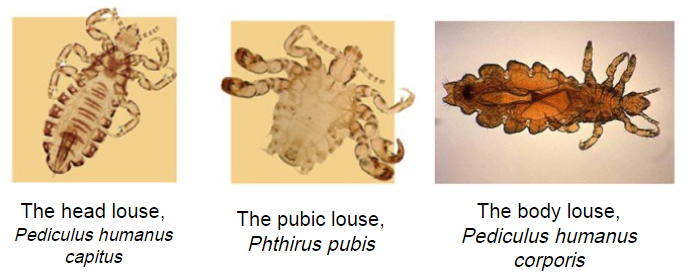 The head louse,
Pediculus humanus
capitus
The pubic louse,
Phthirus pubis
The body louse,
Pediculus humanus
corporis